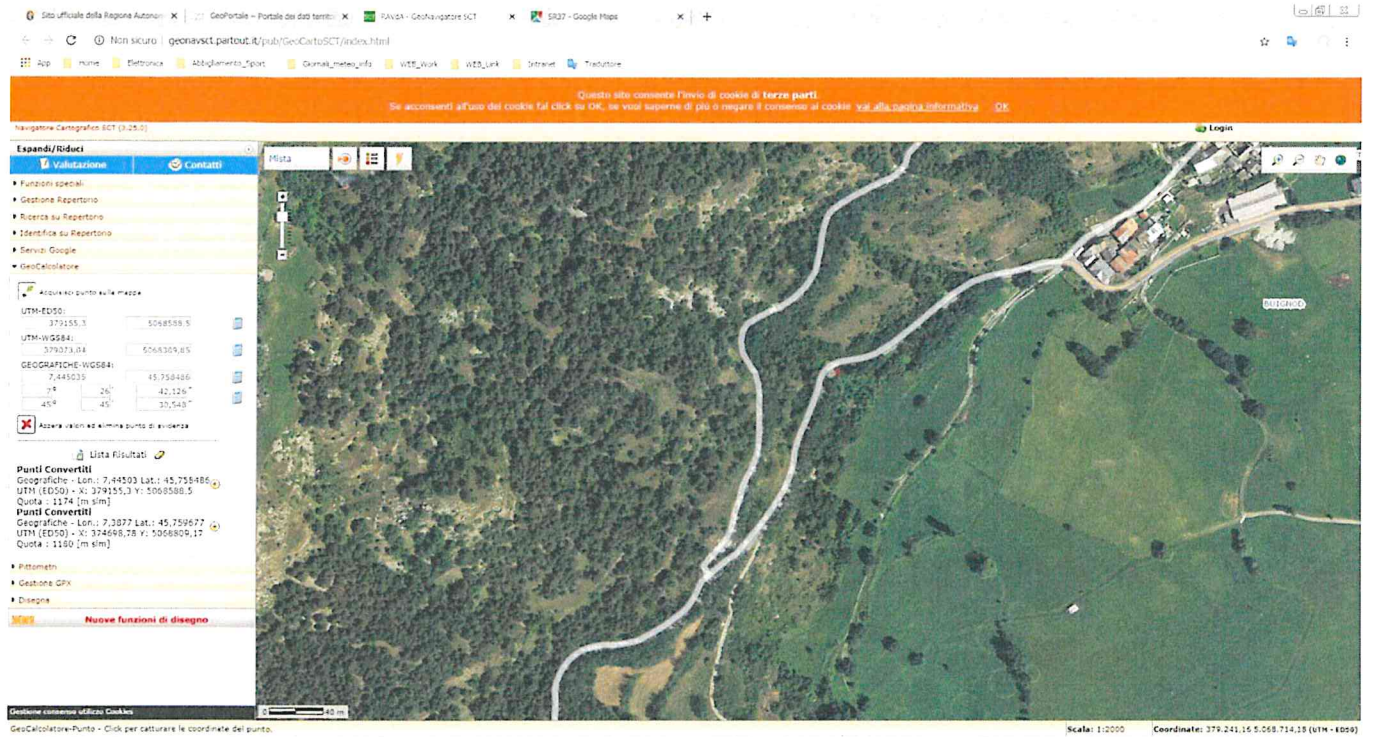 Sito ufficiale della Regione Autonom
GeoPortale - Portale dei dati territo
RAVdA - GeoNavigatore SCT
SR37 - Google Maps
Non sicuro geonavsct.partout.it/pub/GeoCartoSCT/index.html
App Home Elettronica Abbigliamento_Sport Giornali_meteo_info WEB_Work WEB_Link Intranet Traduttore
Questo sito consente l'invio di cookie di terze parti.
Se acconsenti all'uso dei cookie fai click su OK, se vuoi saperne di più o negare il consenso ai cookie vai alla pagina informativa OK
Navigatore Cartografico SCT (3.25.0)
Login
Espandi/Riduci
Valutazione Contatti
Funzioni speciali
Gestione Repertorio
Ricerca su Repertorio
Identifica su Repertorio
Servizi Google
GeoCalcolatore
Acquisisci punto sulla mappa
UTM-ED50:
379155,3 5068588,5
UTM-WGS84:
5068389,85
GEOGRAFICHE-WGS84:
7,445035 45,758486
7° 26' 42,126"
45° 45' 30,548"
Azzera valori ed elimina punto di evidenza
Lista Risultati
Punti Convertiti
Geografiche - Lon.: 7,44503 Lat.: 45,758486
UTM (ED50) - X: 379155,3 Y: 5068588,5
Quota : 1174 [m slm]
Punti Convertiti
Geografiche - Lon.: 7,3877 Lat.: 45,759677
UTM (ED50) - X: 374698,78 Y: 5068809,17
Quota : 1180 [m slm]
Pittometri
Gestione GPX
Disegna
Nuove funzioni di disegno
Gestione consenso utilizzo Cookies
Mista
BUIGNOD
0 40 m
GeoCalcolatore-Punto - Click per catturare le coordinate del punto.
Scala: 1:2000
Coordinate: 379.241,16 5.068.714,18 (UTM - ED50)